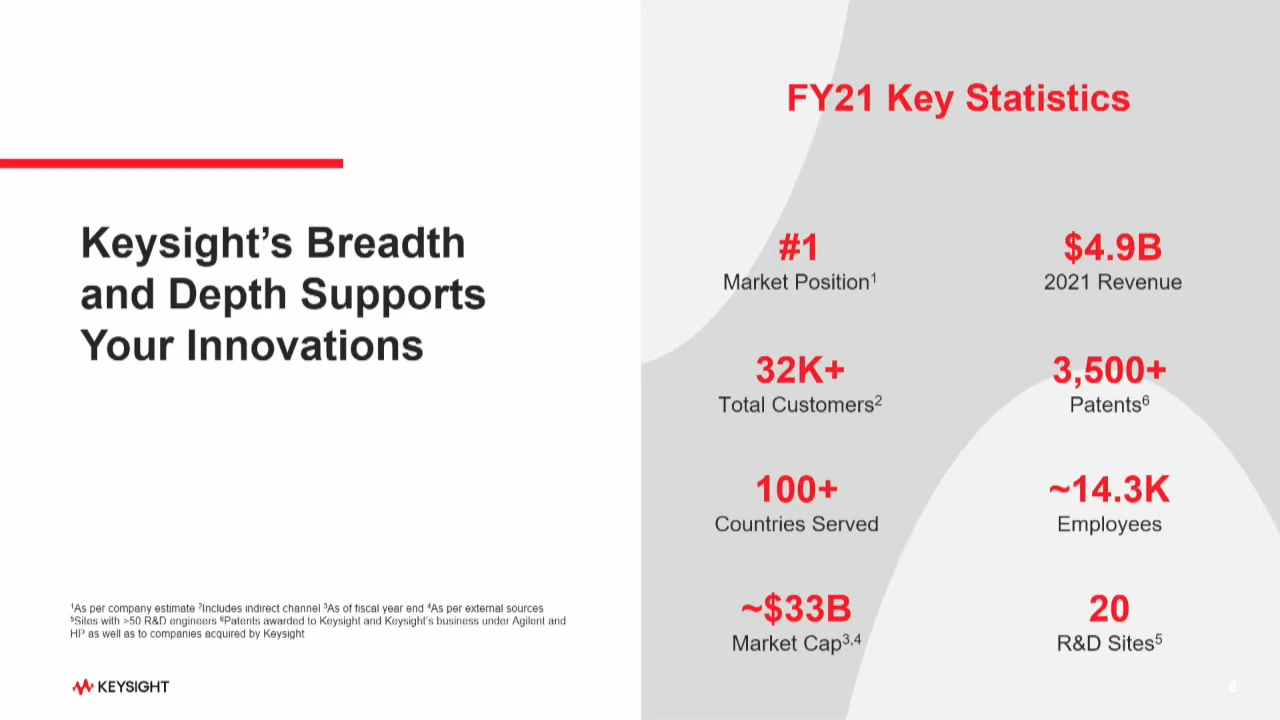 FY21 Key Statistics
Keysight’s Breadth
and Depth Supports
Your Innovations
#1
Market Position¹
$4.9B
2021 Revenue
32K+
Total Customers²
3,500+
Patents⁶
100+
Countries Served
~14.3K
Employees
~$33B
Market Cap³,⁴
20
R&D Sites⁵
¹As per company estimate ²Includes indirect channel ³As of fiscal year end ⁴As per external sources
⁵Sites with >50 R&D engineers ⁶Patents awarded to Keysight and Keysight’s business under Agilent and
HP as well as to companies acquired by Keysight
KEYSIGHT
6